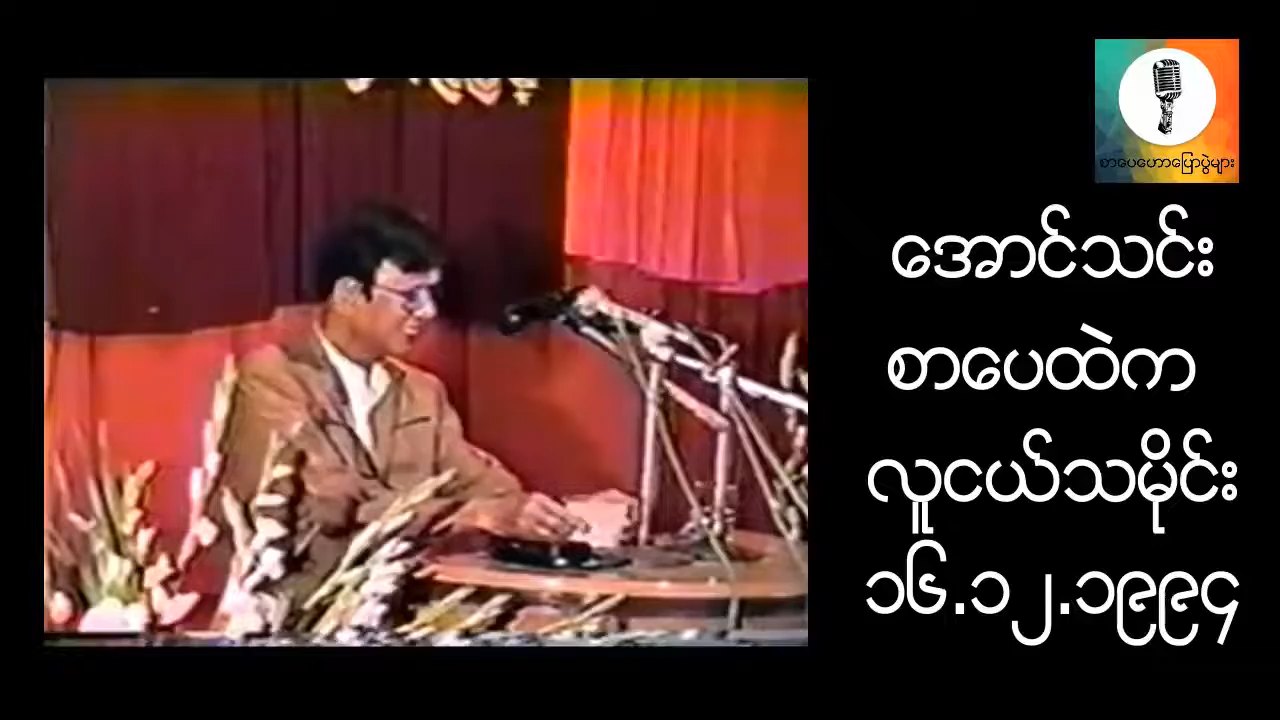 စာပေဟောပြောပွဲများ
အောင်သင်း
စာပေထဲက
လူငယ်သမိုင်း
၁၆.၁၂.၁၉၉၄